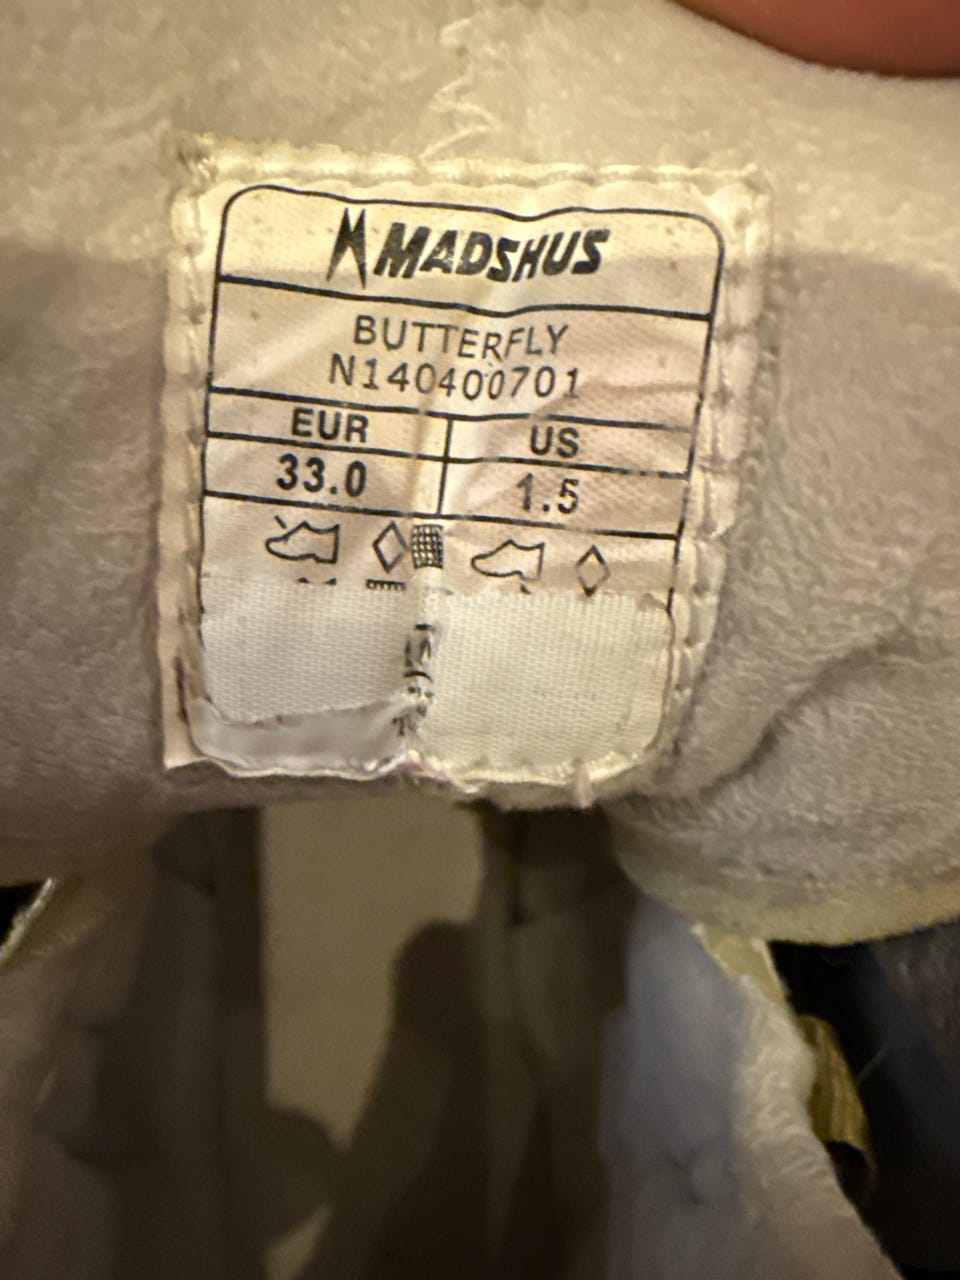 MADSHUS
BUTTERFLY
N140400701
EUR US
33.0 1.5